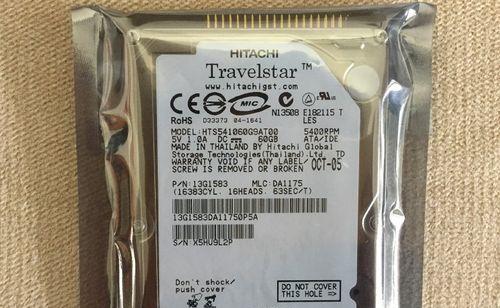 HITACHI
Travelstar™
www.hitachigst.com
CE MIC N13508 E182115 T
RoHS D33373 04-1641 LES
MODEL: HTS541060G9AT00 5400RPM
5V 1.0A DC 60GB ATA/IDE
MADE IN THAILAND BY Hitachi Global
Storage Technologies(Thailand).Ltd. TD
WARRANTY VOID IF ANY LABEL/ OCT-05
SCREW IS REMOVED OR BROKEN
P/N:13G1583 MLC:DA1175
(16383CYL. 16HEADS. 63SEC/T)
13G1583DA11750P5A
S/N X5HU9L2P
Don't shock/
push cover
DO NOT COVER
THIS HOLE